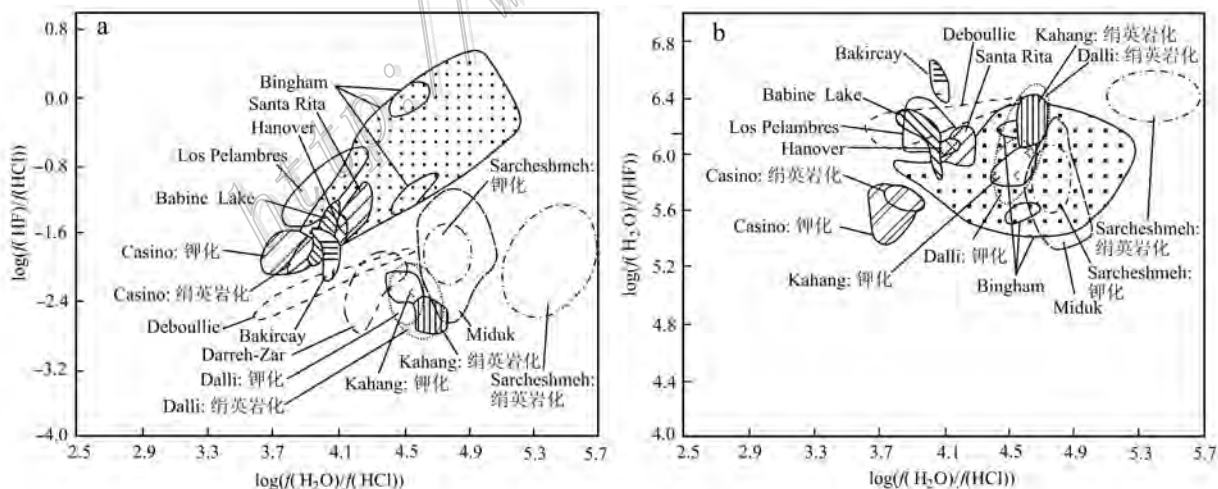 a
log(f(HF)/f(HCl))
0.8
0.0
-0.8
-1.6
-2.4
-3.2
-4.0
Bingham
Santa Rita
Hanover
Los Pelambres
Babine Lake
Casino: 钾化
Casino: 绢英岩化
Deboullie
Bakircay
Darreh-Zar
Dalli: 钾化
Dalli: 绢英岩化
Kahang: 钾化
Kahang: 绢英岩化
Miduk
Sarcheshmeh:
钾化
Sarcheshmeh:
绢英岩化
2.5 2.9 3.3 3.7 4.1 4.5 4.9 5.3 5.7
log(f(H₂O)/f(HCl))
b
log(f(H₂O)/f(HF))
6.8
6.4
6.0
5.6
5.2
4.8
4.4
4.0
Deboullie
Kahang: 绢英岩化
Santa Rita
Dalli: 绢英岩化
Bakircay
Babine Lake
Los Pelambres
Hanover
Casino: 绢英岩化
Casino: 钾化
Kahang: 钾化
Dalli: 钾化
Bingham
Miduk
Sarcheshmeh:
绢英岩化
Sarcheshmeh:
钾化
2.5 2.9 3.3 3.7 4.1 4.5 4.9 5.3 5.7
log(f(H₂O)/f(HCl))